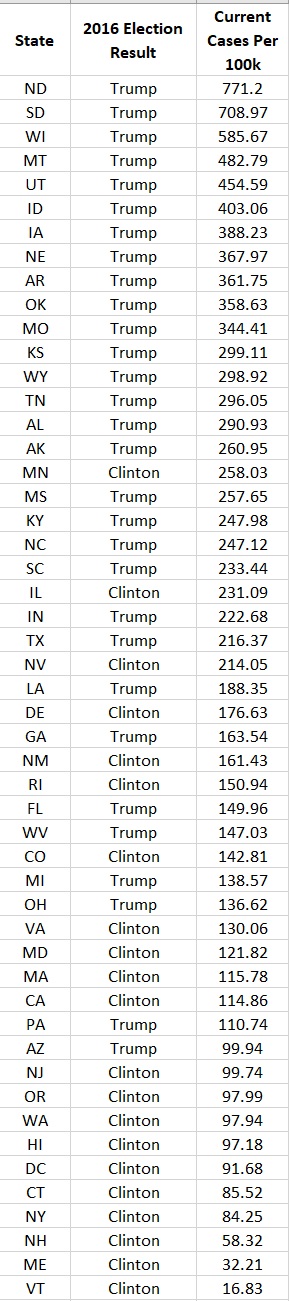 State 2016 Election Result Current Cases Per 100k
ND Trump 771.2
SD Trump 708.97
WI Trump 585.67
MT Trump 482.79
UT Trump 454.59
ID Trump 403.06
IA Trump 388.23
NE Trump 367.97
AR Trump 361.75
OK Trump 358.63
MO Trump 344.41
KS Trump 299.11
WY Trump 298.92
TN Trump 296.05
AL Trump 290.93
AK Trump 260.95
MN Clinton 258.03
MS Trump 257.65
KY Trump 247.98
NC Trump 247.12
SC Trump 233.44
IL Clinton 231.09
IN Trump 222.68
TX Trump 216.37
NV Clinton 214.05
LA Trump 188.35
DE Clinton 176.63
GA Trump 163.54
NM Clinton 161.43
RI Clinton 150.94
FL Trump 149.96
WV Trump 147.03
CO Clinton 142.81
MI Trump 138.57
OH Trump 136.62
VA Clinton 130.06
MD Clinton 121.82
MA Clinton 115.78
CA Clinton 114.86
PA Trump 110.74
AZ Trump 99.94
NJ Clinton 99.74
OR Clinton 97.99
WA Clinton 97.94
HI Clinton 97.18
DC Clinton 91.68
CT Clinton 85.52
NY Clinton 84.25
NH Clinton 58.32
ME Clinton 32.21
VT Clinton 16.83